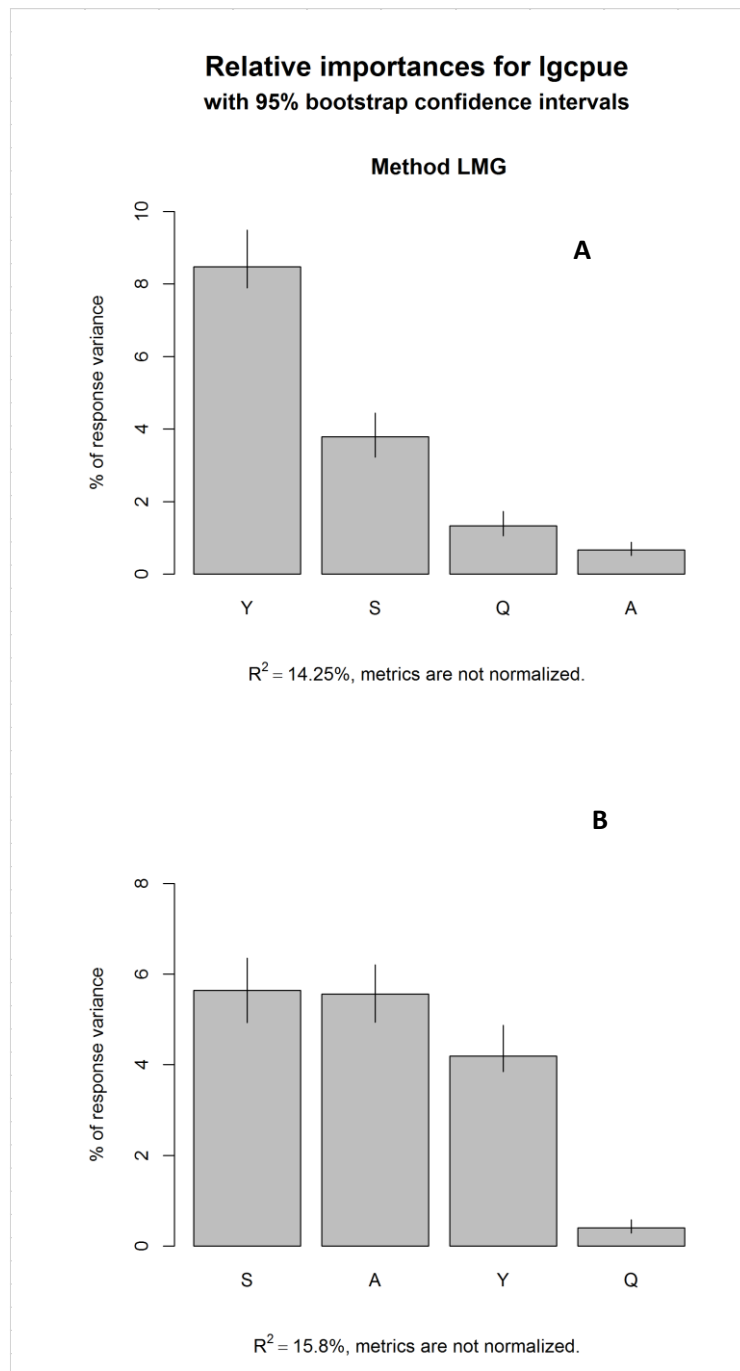 Relative importances for lgcpue
with 95% bootstrap confidence intervals
Method LMG
A
% of response variance
10
8
6
4
2
0
Y S Q A
R² = 14.25%, metrics are not normalized.
B
% of response variance
8
6
4
2
0
S A Y Q
R² = 15.8%, metrics are not normalized.